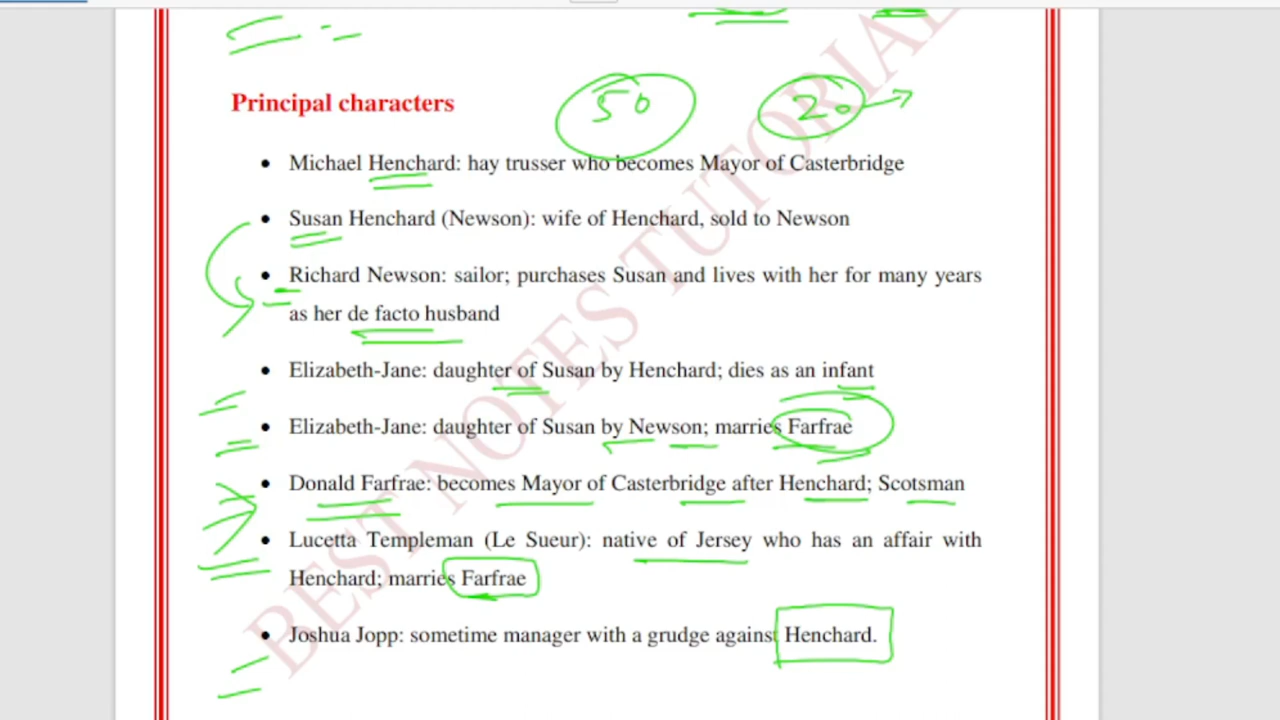 Principal characters
50
20
• Michael Henchard: hay trusser who becomes Mayor of Casterbridge
• Susan Henchard (Newson): wife of Henchard, sold to Newson
• Richard Newson: sailor; purchases Susan and lives with her for many years
as her de facto husband
• Elizabeth-Jane: daughter of Susan by Henchard; dies as an infant
• Elizabeth-Jane: daughter of Susan by Newson; marries Farfrae
• Donald Farfrae: becomes Mayor of Casterbridge after Henchard; Scotsman
• Lucetta Templeman (Le Sueur): native of Jersey who has an affair with
Henchard; marries Farfrae
• Joshua Jopp: sometime manager with a grudge against Henchard.
BEST NOTES TUTORIAL